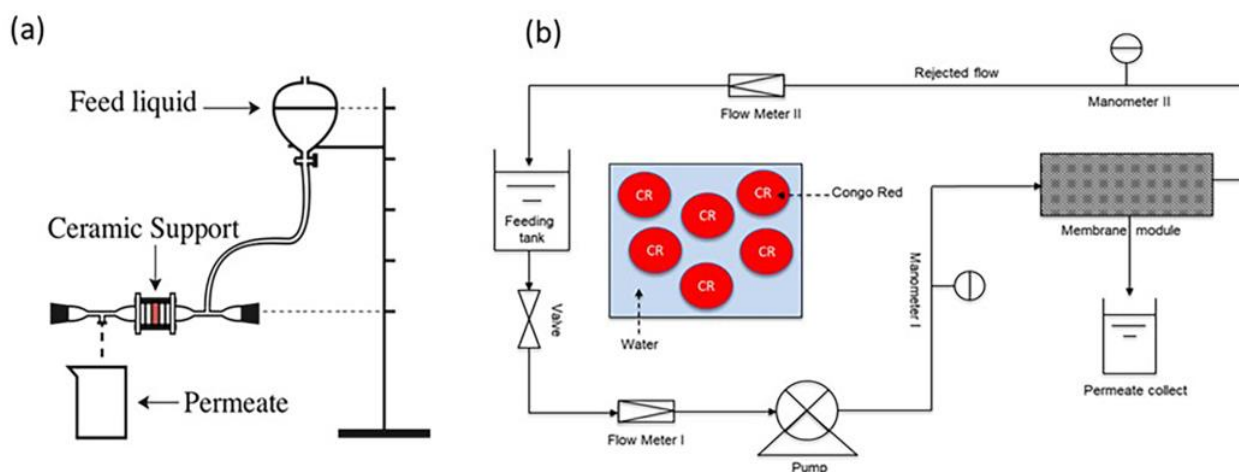 (a)
Feed liquid
Ceramic Support
Permeate
(b)
Rejected flow
Manometer II
Flow Meter II
Feeding
tank
CR
CR
CR
CR
CR
CR
Congo Red
Water
Valve
Manometer I
Membrane module
Permeate collect
Flow Meter I
Pump